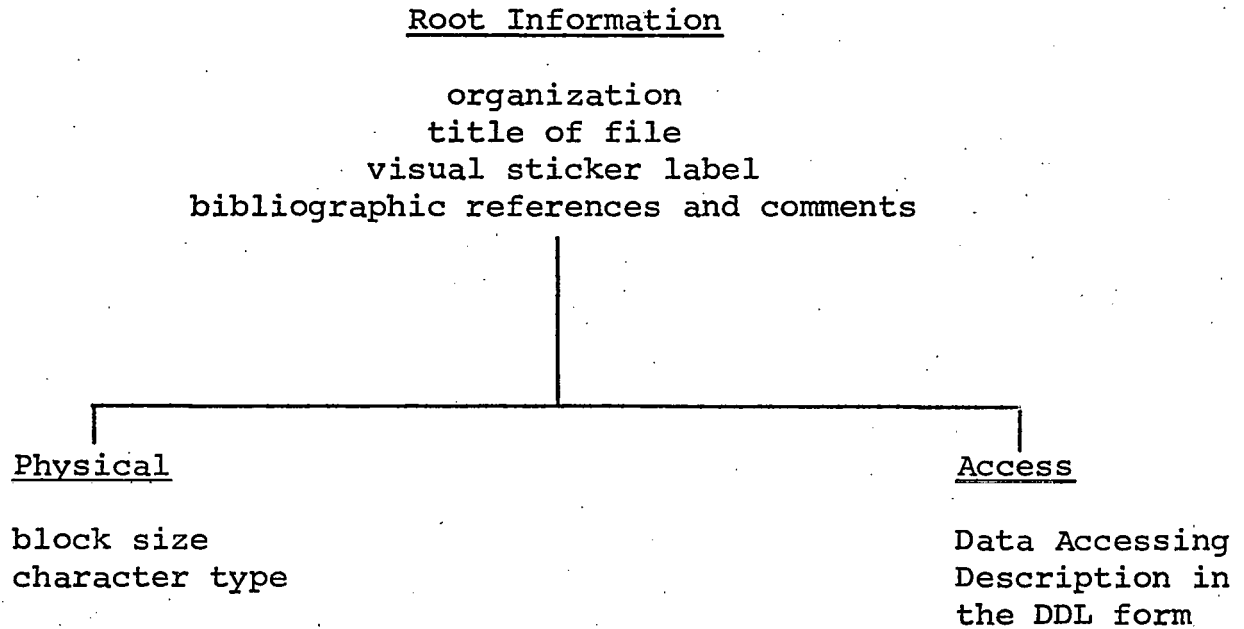 Root Information
organization
title of file
visual sticker label
bibliographic references and comments
Physical
block size
character type
Access
Data Accessing
Description in
the DDL form